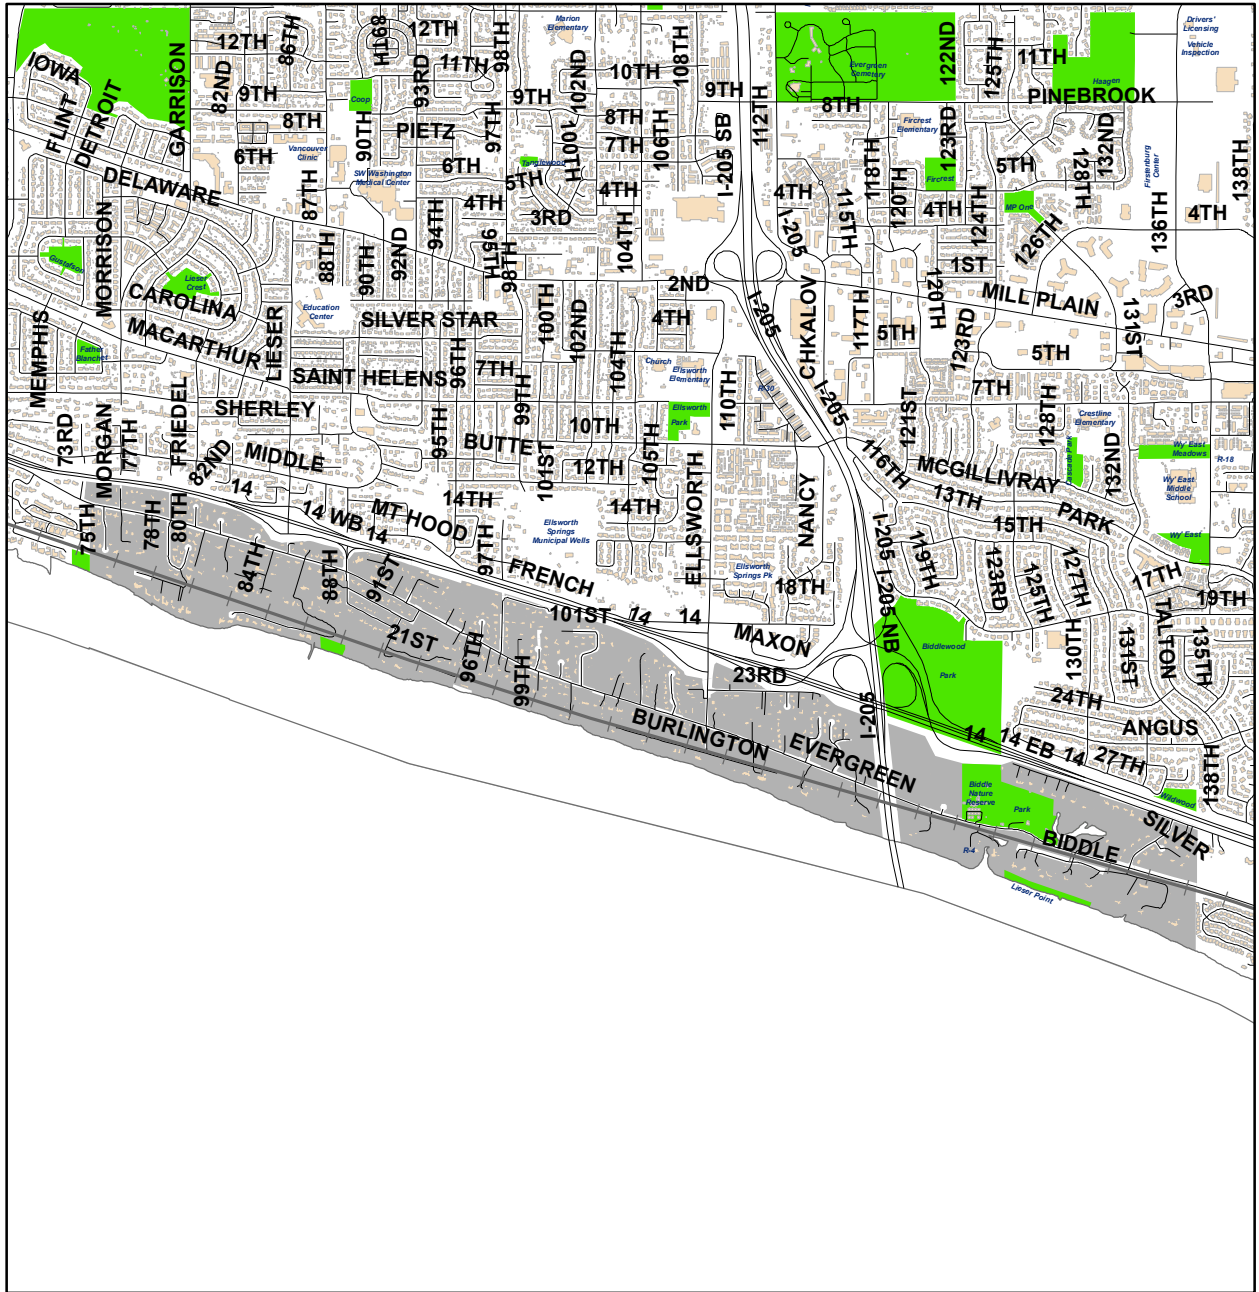 86TH
89TH
12TH
98TH
Marion
Elementary
108TH
122ND
125TH
11TH
Drivers'
Licensing
12TH
Vehicle
Inspection
IOWA
GARRISON
82ND
93RD
11TH
102ND
10TH
9TH
Evergreen
Cemetery
Haagen
FLINT
DETROIT
9TH
Coop
97TH
9TH
112TH
8TH
PINEBROOK
8TH
90TH
PIETZ
100TH
8TH
106TH
I-205 SB
Fircrest
Elementary
123RD
132ND
6TH
Vancouver
Clinic
6TH
Tanglewood
7TH
118TH
5TH
128TH
Firstenburg
Center
138TH
DELAWARE
87TH
SW Washington
Medical Center
5TH
4TH
4TH
120TH
Fircrest
MORRISON
94TH
4TH
3RD
I-205
115TH
4TH
124TH
MP One
126TH
136TH
4TH
Gustafson
88TH
90TH
92ND
95TH
98TH
104TH
1ST
Lieser
Crest
CAROLINA
2ND
120TH
MILL PLAIN
3RD
MEMPHIS
MACARTHUR
LIESER
Education
Center
SILVER STAR
100TH
102ND
4TH
I-205
CHKALOV
117TH
5TH
123RD
131ST
Father
Blanchet
SAINT HELENS
96TH
7TH
104TH
Church
Ellsworth
Elementary
110TH
R-30
5TH
7TH
73RD
MORGAN
77TH
FRIEDEL
SHERLEY
99TH
10TH
Ellsworth
Park
I-205
121ST
128TH
Crestline
Elementary
82ND
MIDDLE
95TH
BUTTE
101ST
12TH
105TH
116TH
MCGILLIVRAY
Cascade Park
132ND
Wy' East
Meadows
R-18
14
14TH
14TH
ELLSWORTH
NANCY
13TH
PARK
Wy' East
Middle
School
75TH
78TH
80TH
14 WB
14
MT HOOD
Ellsworth
Springs
Municipal Wells
I-205
15TH
Wy' East
84TH
88TH
91ST
97TH
FRENCH
Ellsworth
Springs Pk
18TH
119TH
123RD
125TH
127TH
17TH
19TH
101ST
14
14
I-205 NB
21ST
96TH
MAXON
Biddlewood
Park
130TH
131ST
TALTON
135TH
99TH
23RD
24TH
BURLINGTON
EVERGREEN
I-205
14
14 EB
14
27TH
ANGUS
138TH
Biddle
Nature
Reserve
Park
Wildwood
SILVER
BIDDLE
R-4
Lieser Point